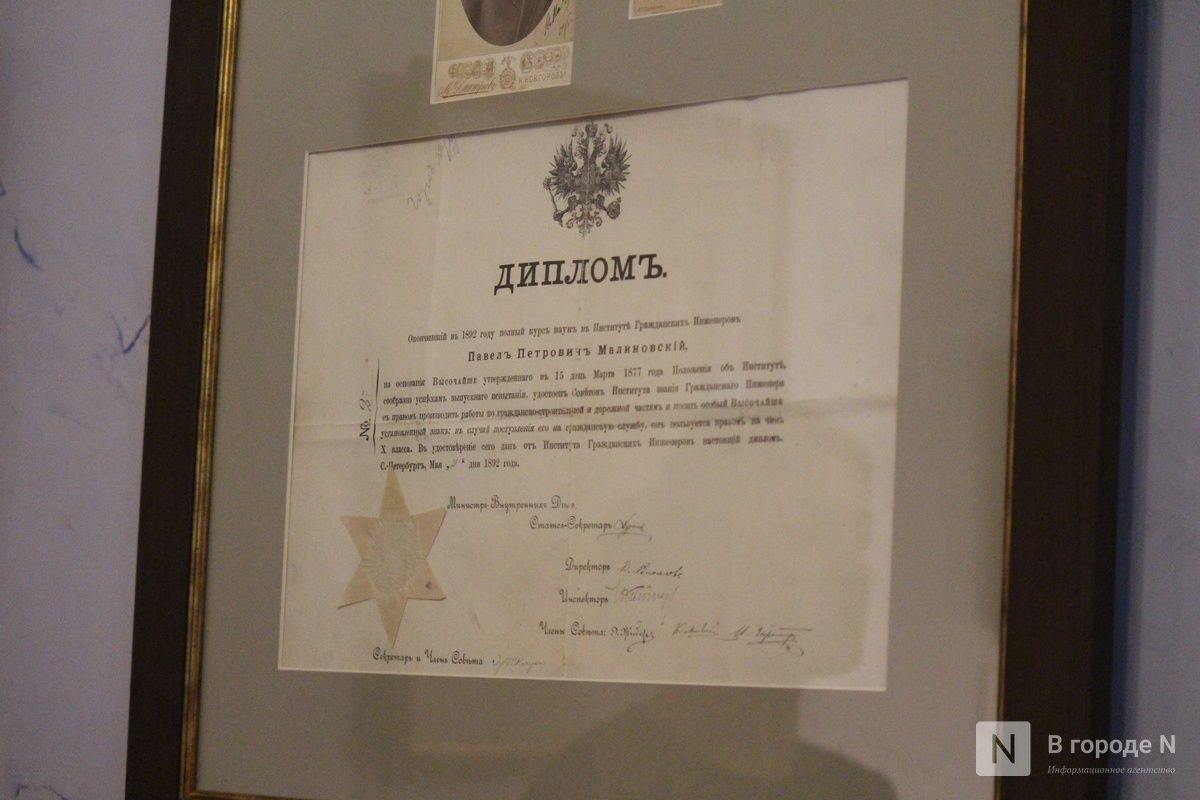 М. Дмитріевъ
Н.НОВГОРОДЪ
ДИПЛОМЪ.
Окончившій въ 1892 году полный курсъ наукъ въ Институтѣ Гражданскихъ Инженеровъ
Павелъ Петровичъ Малиновскій,
на основаніи Высочайше утвержденнаго въ 15 день Марта 1877 года Положенія объ Институтѣ,
сообразно успѣхамъ выпускнаго испытанія, удостоенъ Совѣтомъ Института званія Гражданскаго Инженера
съ правомъ производить работы по гражданско-строительной и дорожной частямъ и носить особый Высочайше
установленный знакъ; въ случаѣ поступленія его на гражданскую службу, онъ пользуется правомъ на чинъ
X класса. Въ удостовѣреніе сего данъ отъ Института Гражданскихъ Инженеровъ настоящій дипломъ.
С.-Петербургъ, Мая „ “ дня 1892 года.
№.
Министръ Внутреннихъ Дѣлъ,
Статсъ-Секретарь
Директоръ
Инспекторъ
Члены Совѣта:
Секретарь и Членъ Совѣта
N В городе N
Информационное агентство